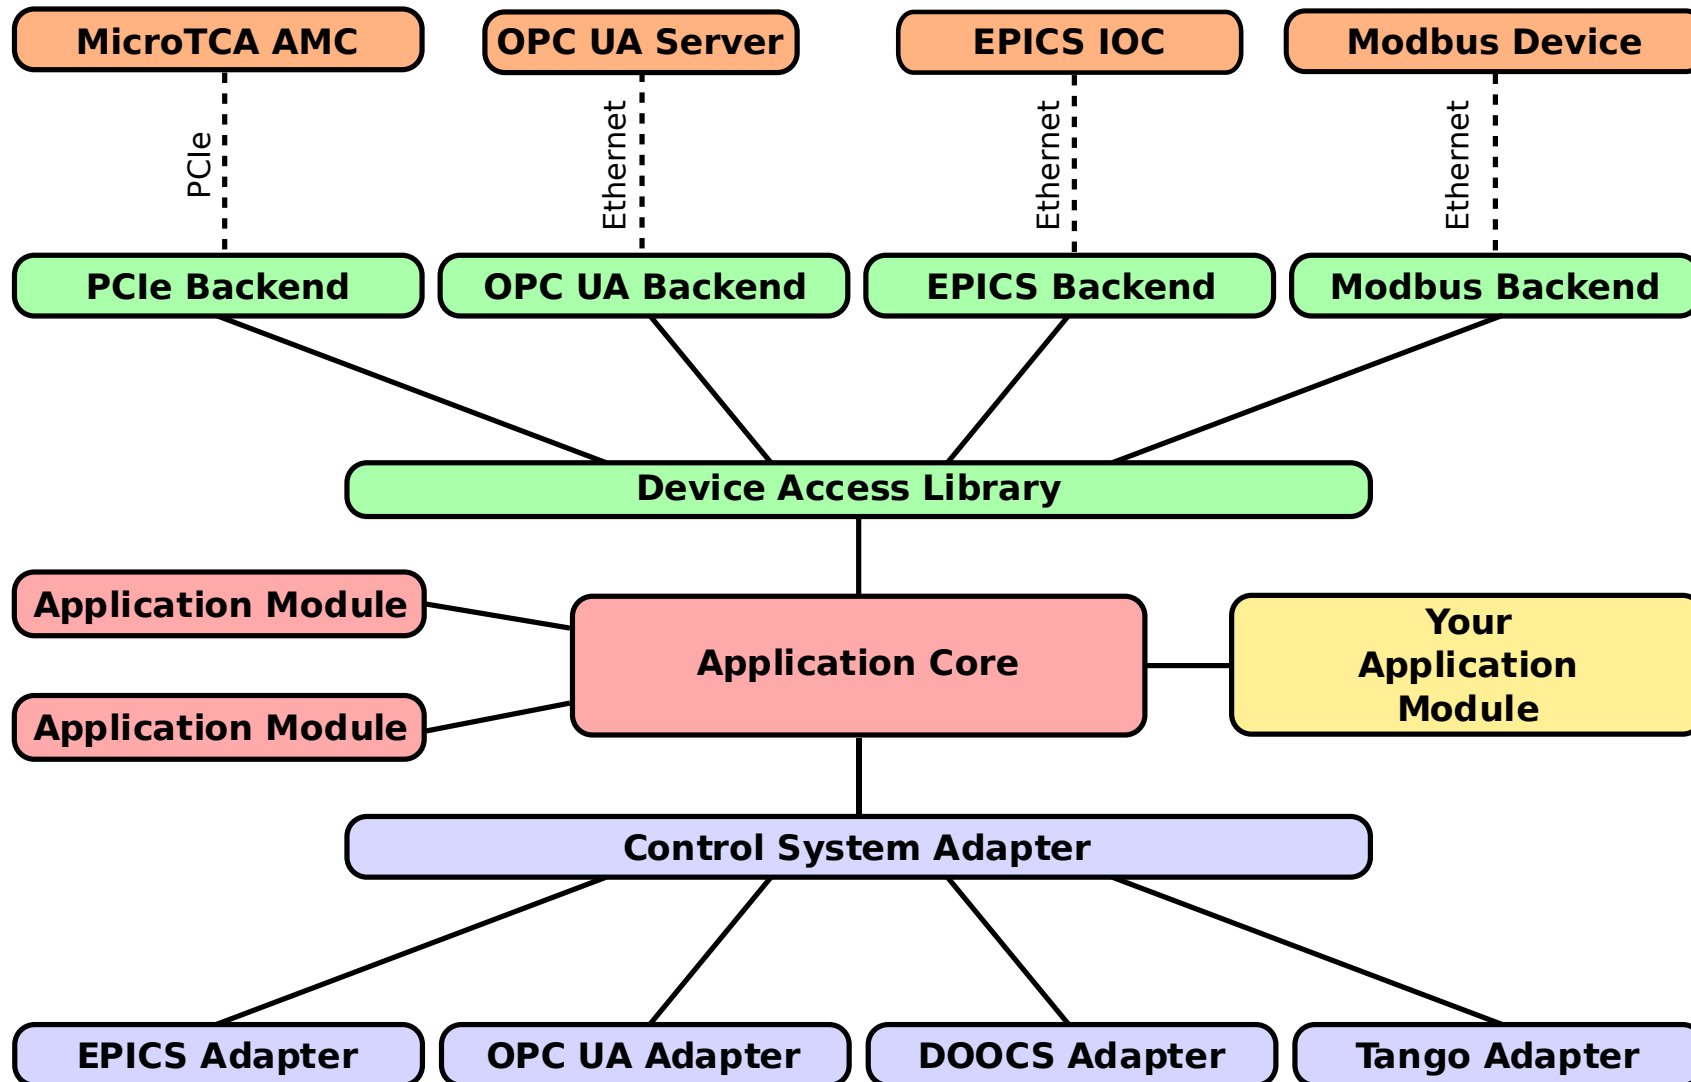 MicroTCA AMC
OPC UA Server
EPICS IOC
Modbus Device
PCIe
Ethernet
Ethernet
Ethernet
PCIe Backend
OPC UA Backend
EPICS Backend
Modbus Backend
Device Access Library
Application Module
Application Module
Application Core
Your
Application
Module
Control System Adapter
EPICS Adapter
OPC UA Adapter
DOOCS Adapter
Tango Adapter